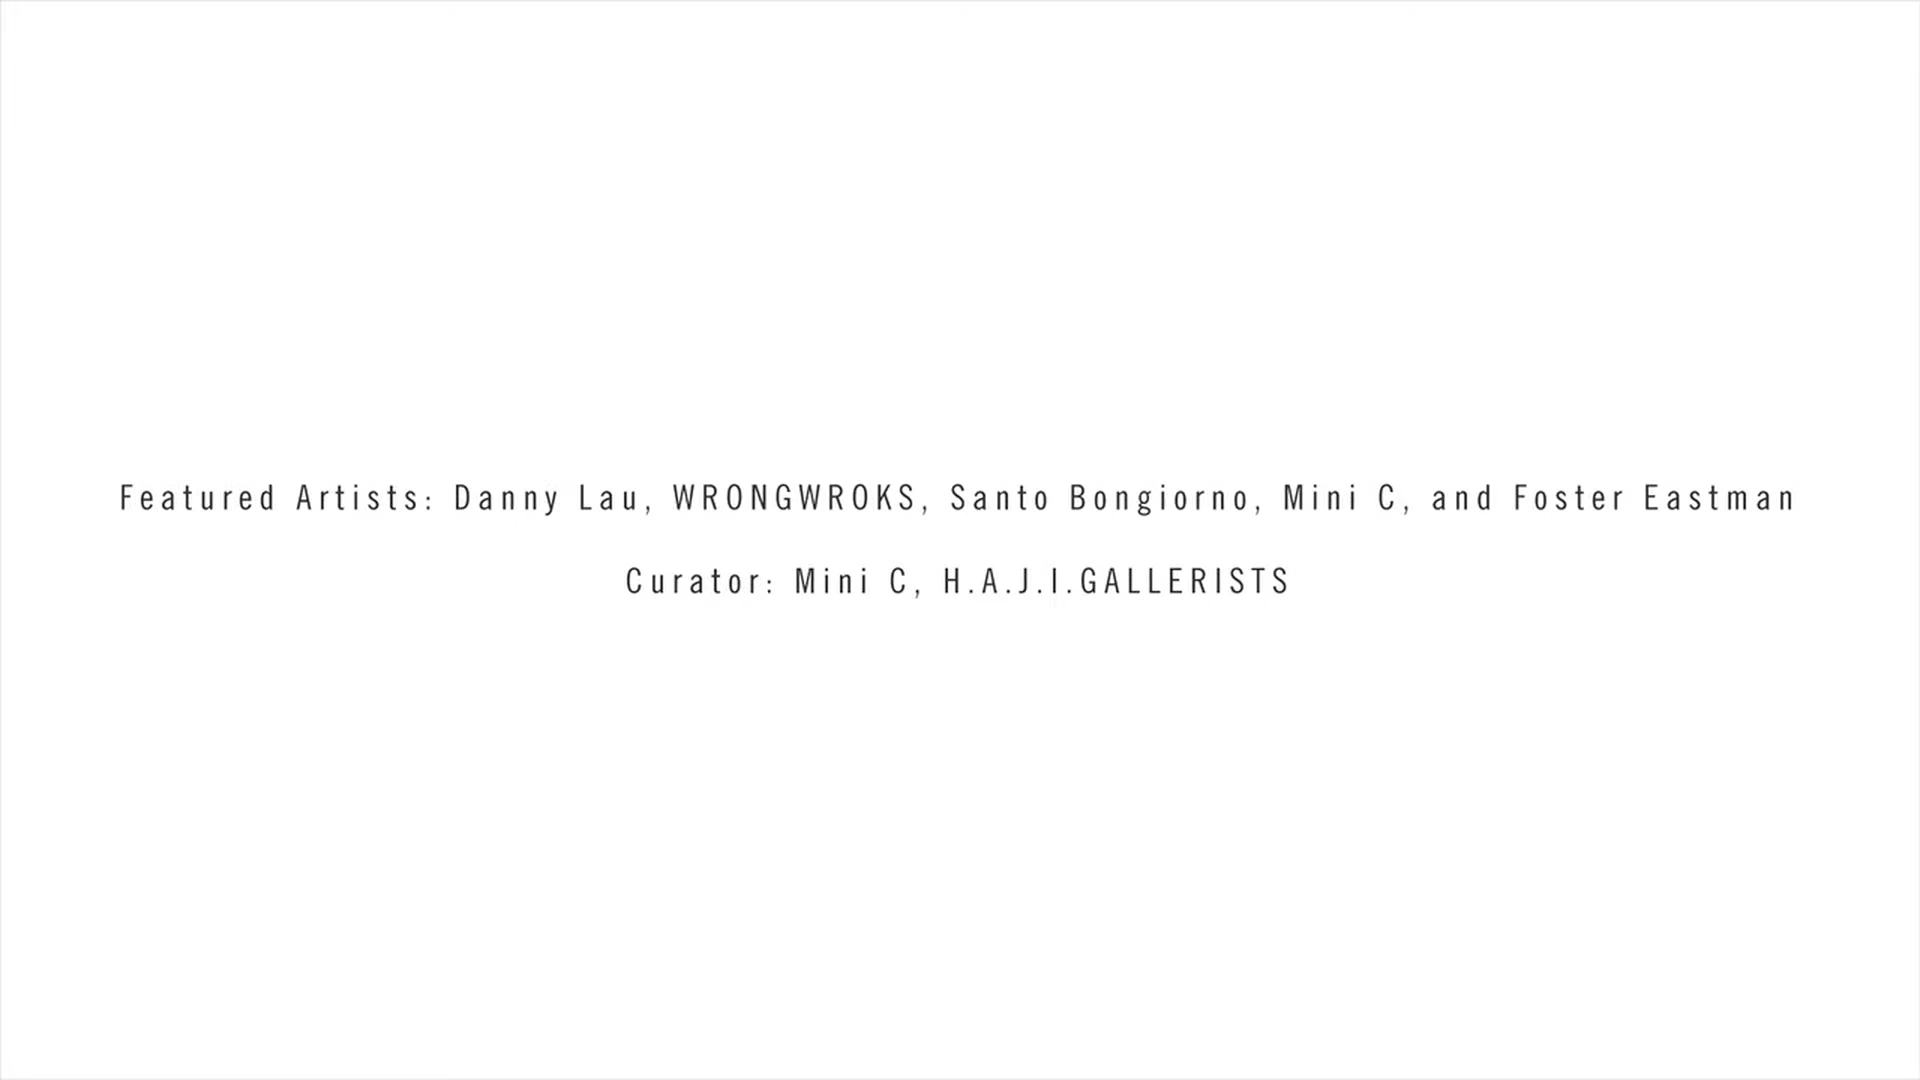 Featured Artists: Danny Lau, WRONGWROKS, Santo Bongiorno, Mini C, and Foster Eastman
Curator: Mini C, H.A.J.I.GALLERISTS